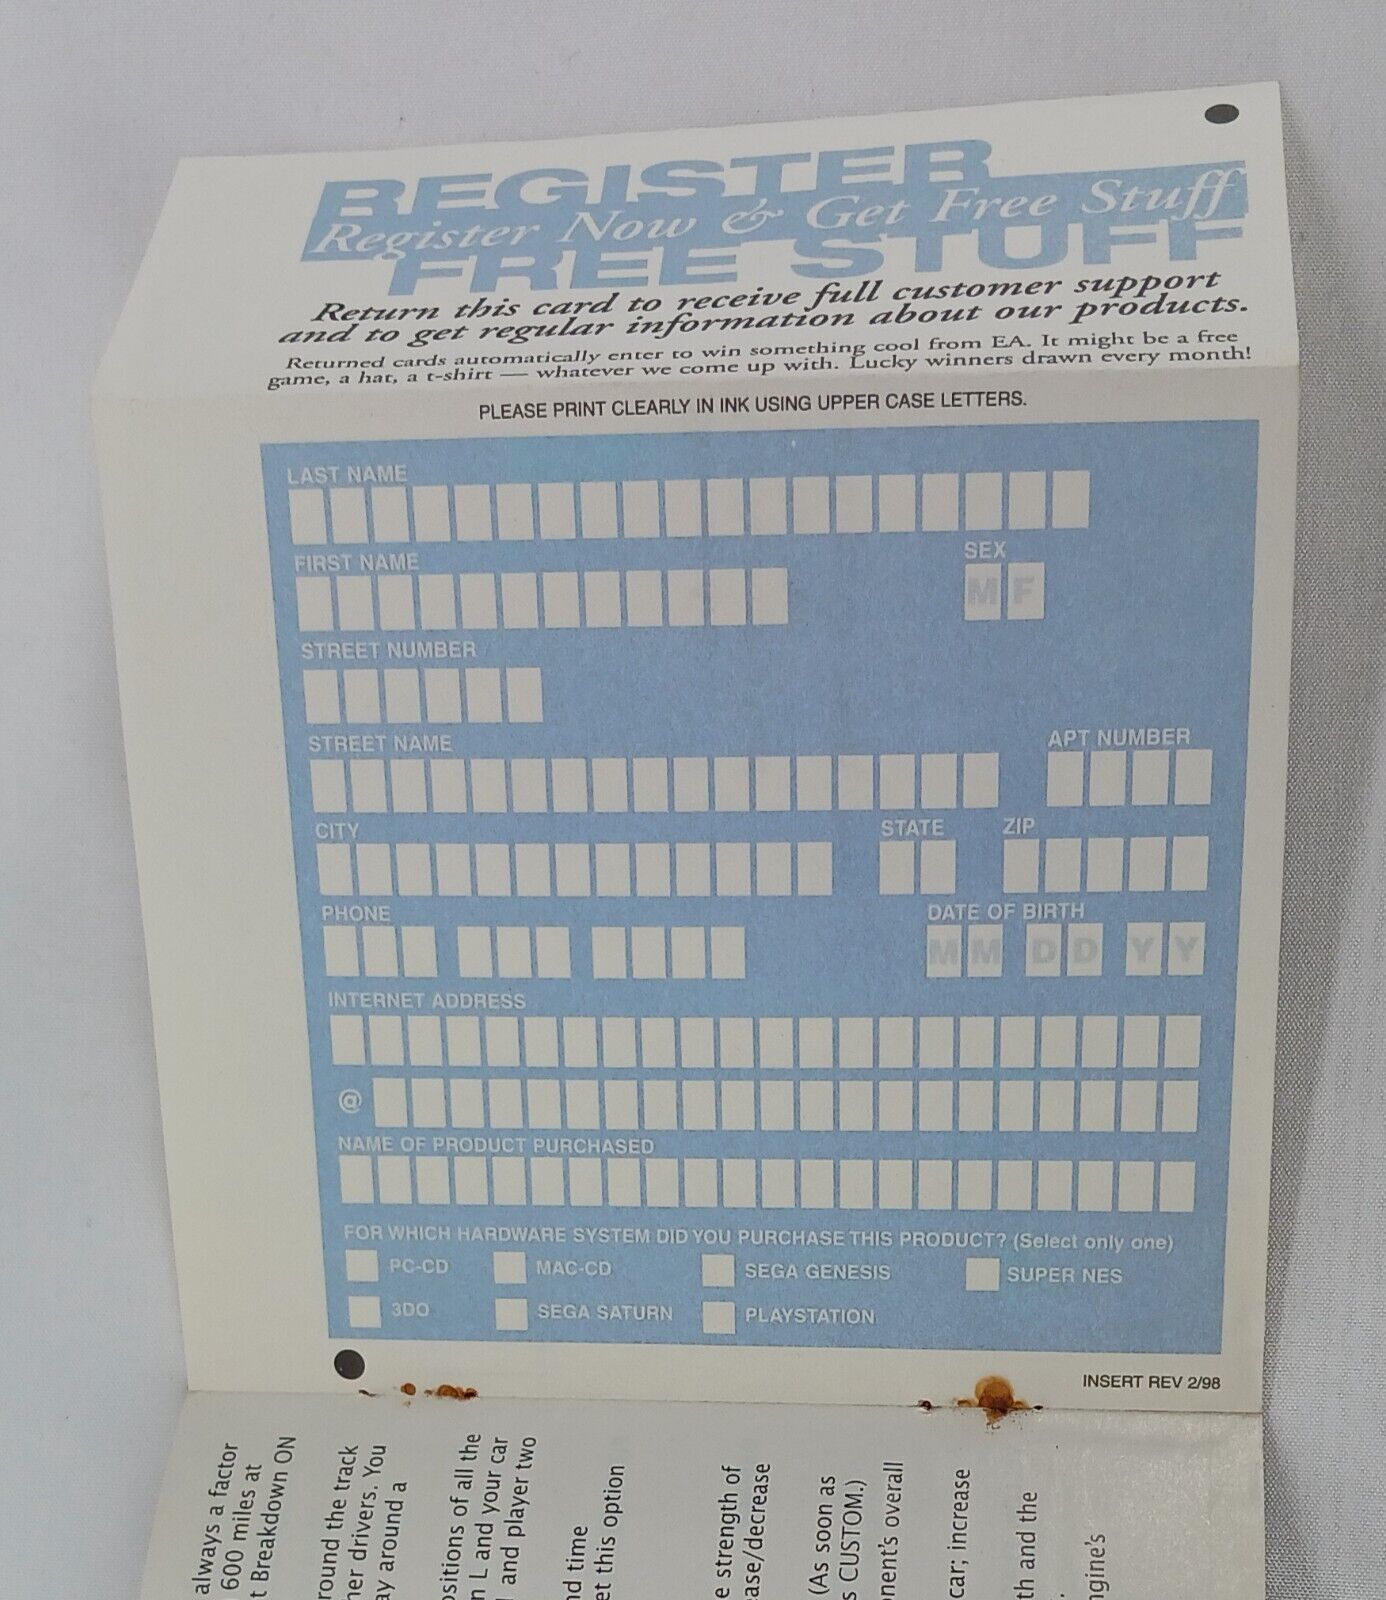 REGISTER
Register Now & Get Free Stuff
FREE STUFF
Return this card to receive full customer support
and to get regular information about our products.
Returned cards automatically enter to win something cool from EA. It might be a free
game, a hat, a t-shirt — whatever we come up with. Lucky winners drawn every month!
PLEASE PRINT CLEARLY IN INK USING UPPER CASE LETTERS.
LAST NAME
FIRST NAME
SEX
M F
STREET NUMBER
STREET NAME
APT NUMBER
CITY
STATE
ZIP
PHONE
DATE OF BIRTH
M M D D Y Y
INTERNET ADDRESS
@
NAME OF PRODUCT PURCHASED
FOR WHICH HARDWARE SYSTEM DID YOU PURCHASE THIS PRODUCT? (Select only one)
PC-CD MAC-CD SEGA GENESIS SUPER NES
3DO SEGA SATURN PLAYSTATION
INSERT REV 2/98
always a factor
600 miles at
t Breakdown ON
round the track
her drivers. You
ay around a
ositions of all the
n L and your car
and player two
nd time
et this option
e strength of
ease/decrease
(As soon as
s CUSTOM.)
onent's overall
car; increase
th and the
ngine's